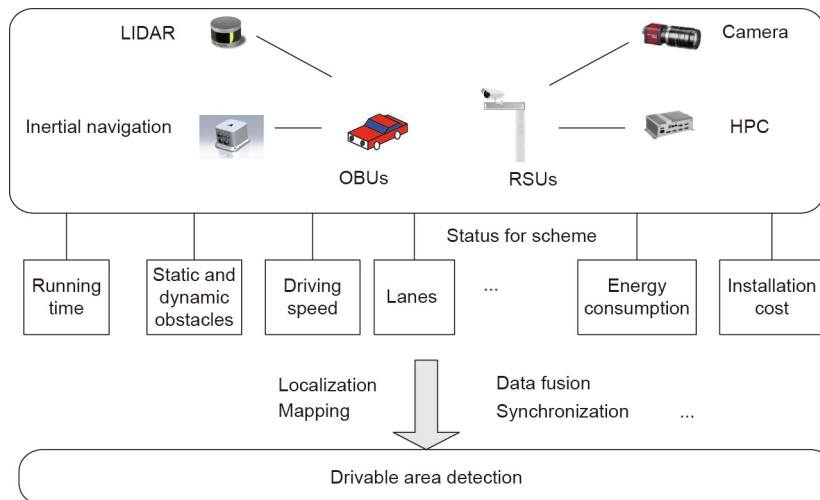 LIDAR
Camera
Inertial navigation
HPC
OBUs
RSUs
Status for scheme
Running
time
Static and
dynamic
obstacles
Driving
speed
Lanes
...
Energy
consumption
Installation
cost
Localization
Mapping
Data fusion
Synchronization
...
Drivable area detection